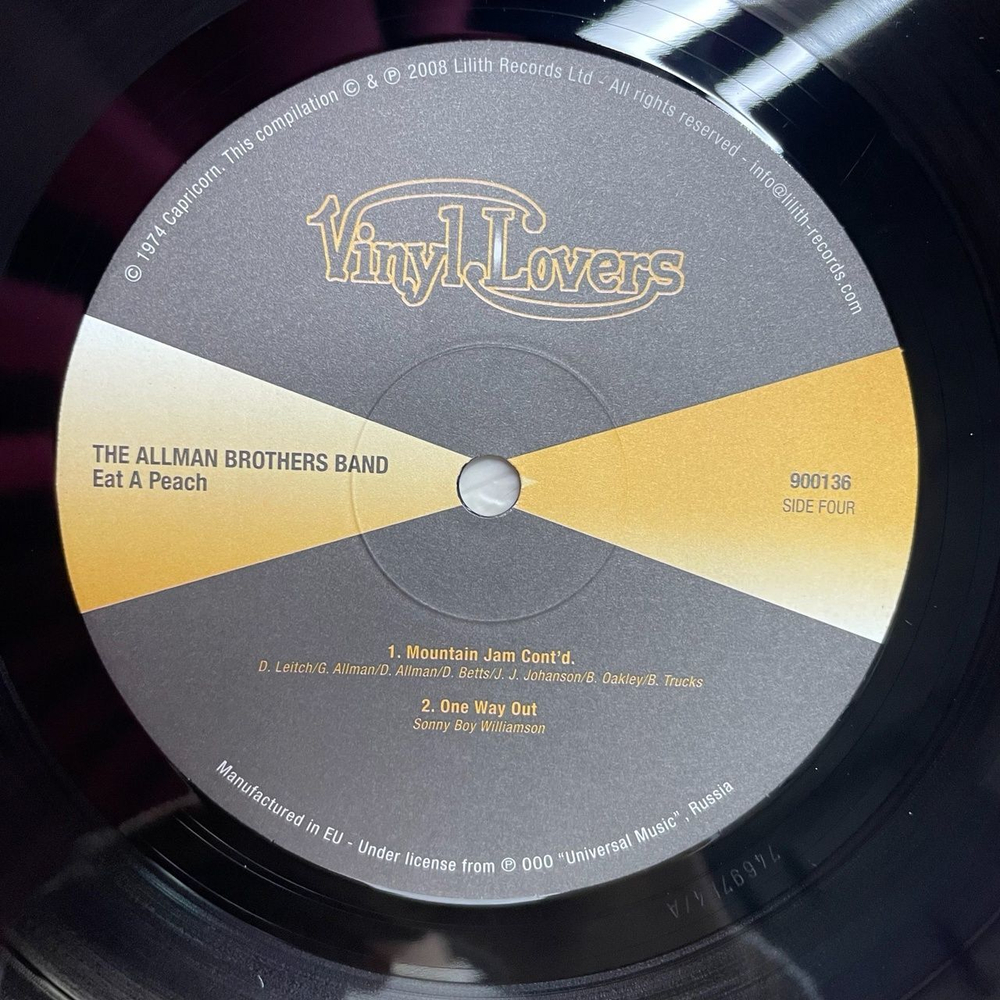 © 1974 Capricorn. This compilation © & ℗ 2008 Lilith Records Ltd - All rights reserved - info@lilith-records.com
Vinyl Lovers
THE ALLMAN BROTHERS BAND
Eat A Peach
900136
SIDE FOUR
1. Mountain Jam Cont'd.
D. Leitch/G. Allman/D. Allman/D. Betts/J. J. Johanson/B. Oakley/B. Trucks
2. One Way Out
Sonny Boy Williamson
Manufactured in EU - Under license from ℗ 000 "Universal Music", Russia